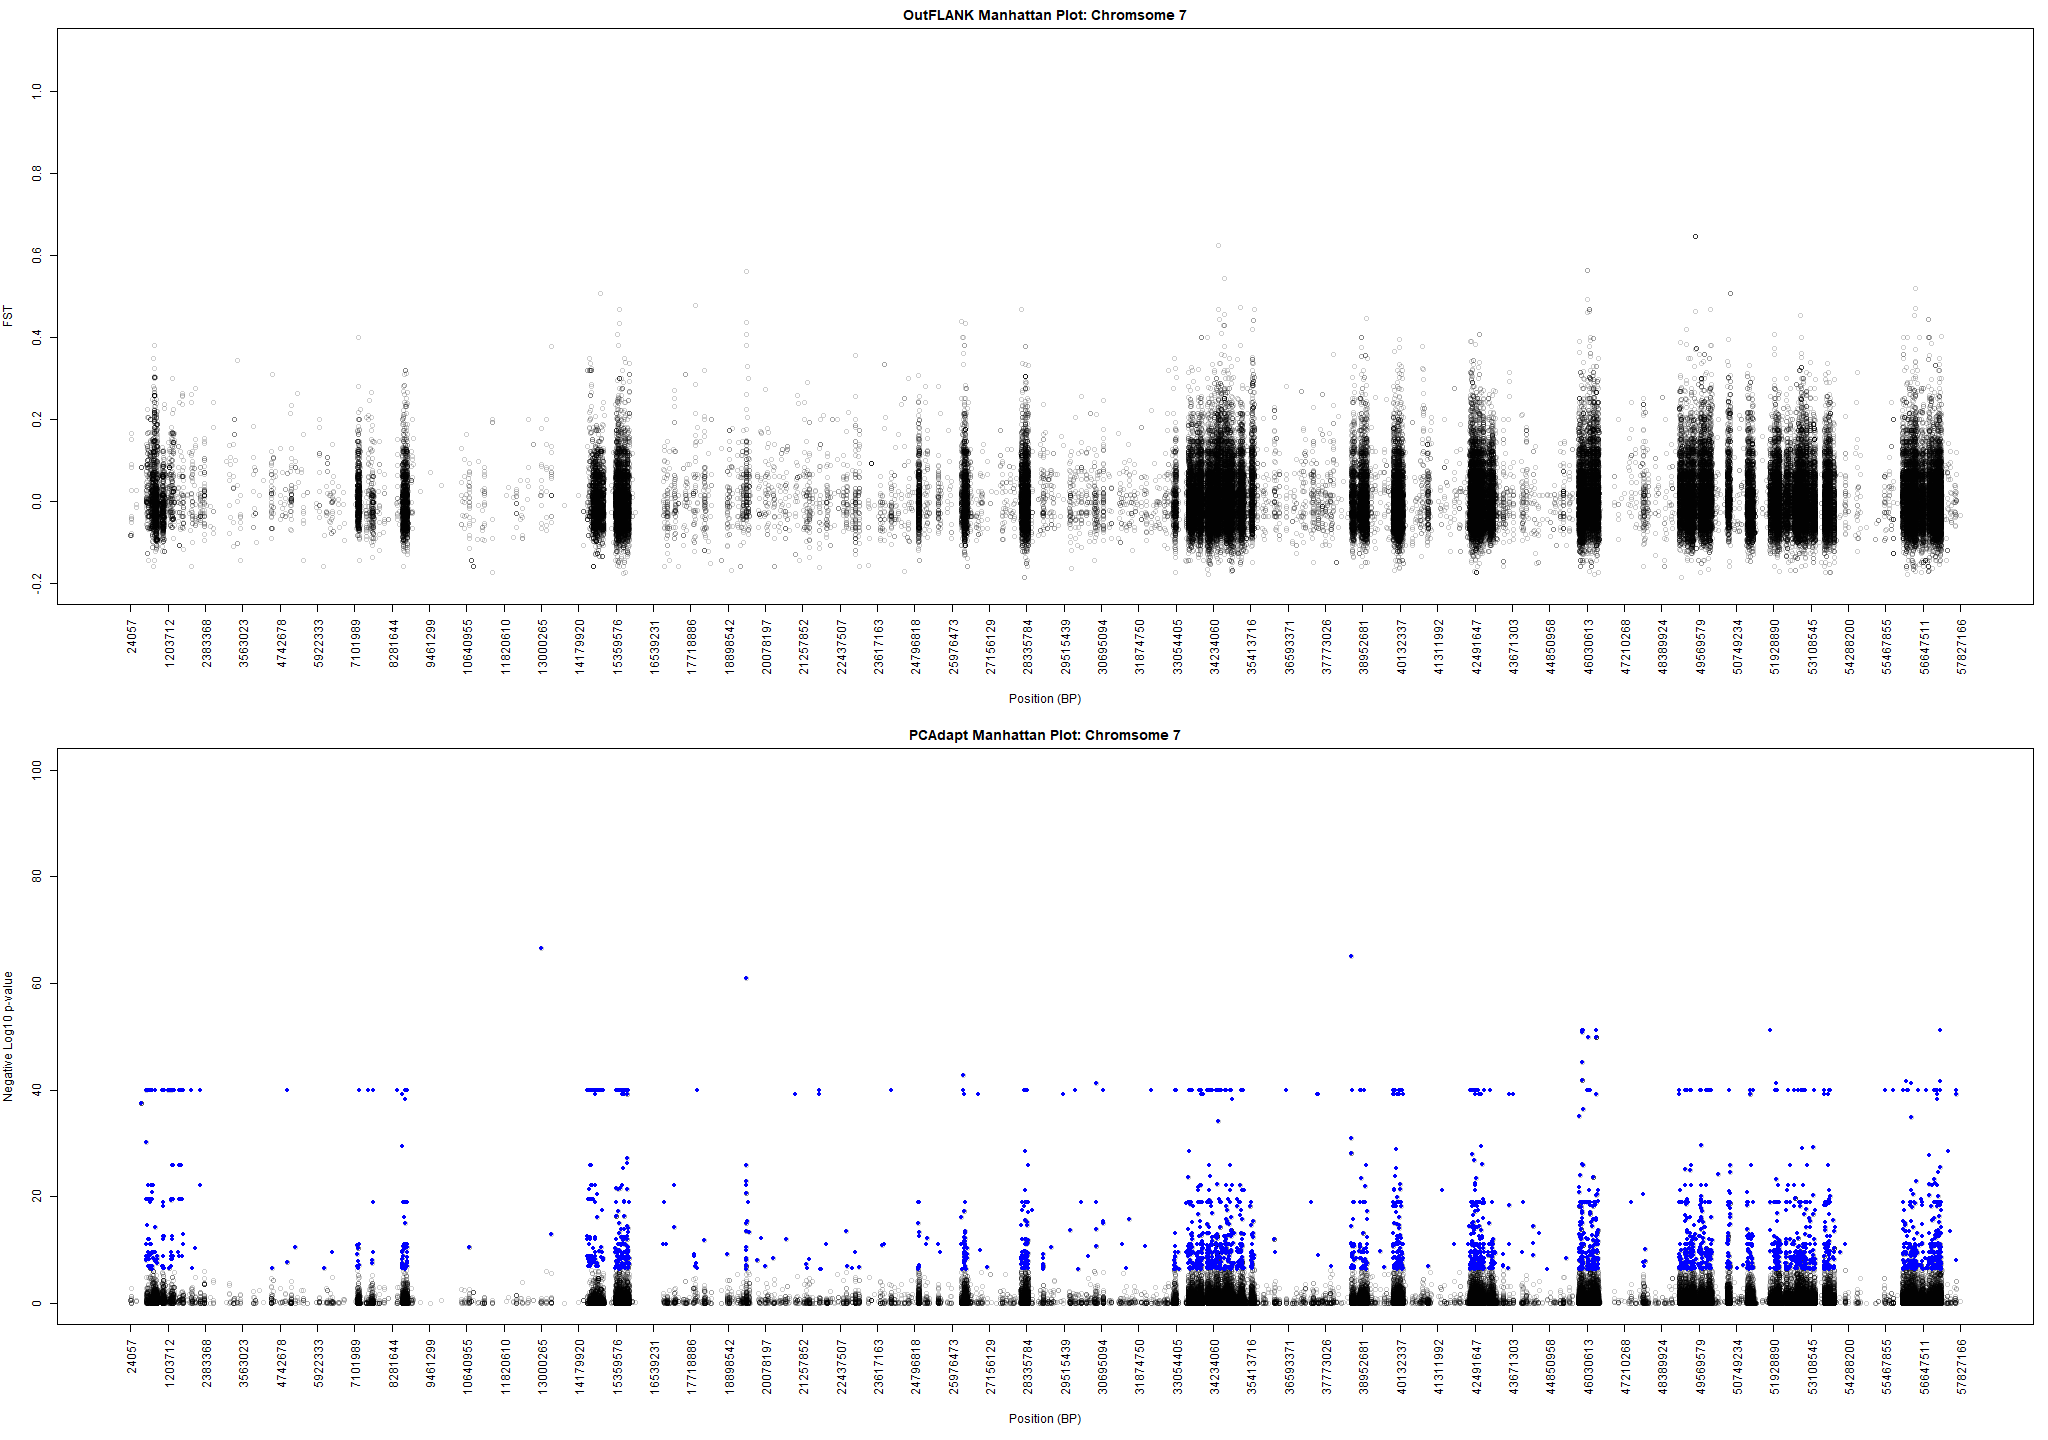 OutFLANK Manhattan Plot: Chromsome 7
FST
1.0
0.8
0.6
0.4
0.2
0.0
-0.2
24057 1203712 2383368 3563023 4742678 5922333 7101989 8281644 9461299 10640955 11820610 13000265 14179920 15359576 16539231 17718886 18898542 20078197 21257852 22437507 23617163 24796818 25976473 27156129 28335784 29515439 30695094 31874750 33054405 34234060 35413716 36593371 37773026 38952681 40132337 41311992 42491647 43671303 44850958 46030613 47210268 48389924 49569579 50749234 51928890 53108545 54288200 55467855 56647511 57827166
Position (BP)
PCAdapt Manhattan Plot: Chromsome 7
Negative Log10 p-value
100
80
60
40
20
0
24057 1203712 2383368 3563023 4742678 5922333 7101989 8281644 9461299 10640955 11820610 13000265 14179920 15359576 16539231 17718886 18898542 20078197 21257852 22437507 23617163 24796818 25976473 27156129 28335784 29515439 30695094 31874750 33054405 34234060 35413716 36593371 37773026 38952681 40132337 41311992 42491647 43671303 44850958 46030613 47210268 48389924 49569579 50749234 51928890 53108545 54288200 55467855 56647511 57827166
Position (BP)